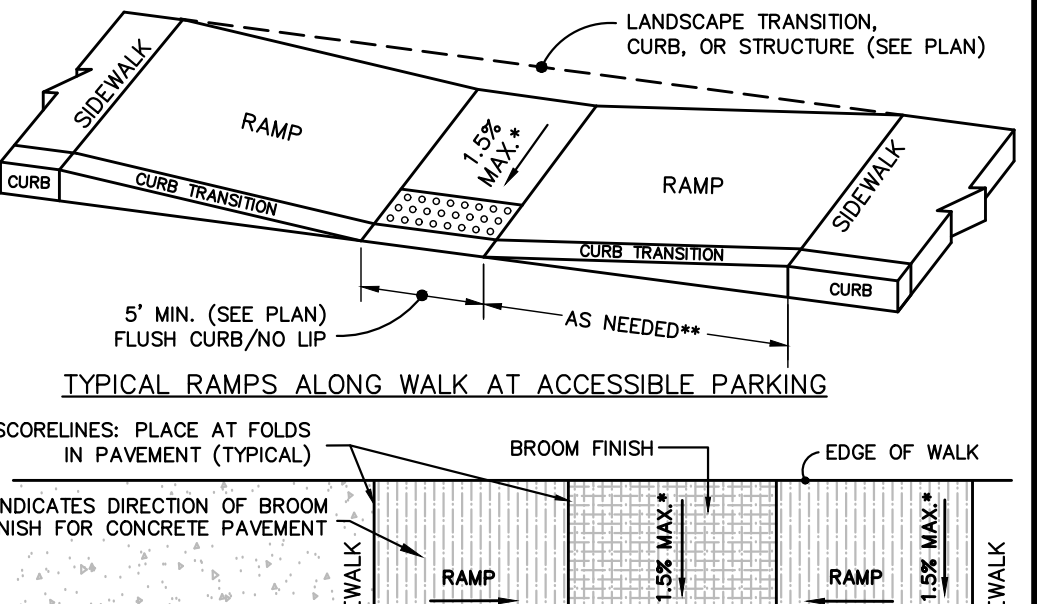 LANDSCAPE TRANSITION,
CURB, OR STRUCTURE (SEE PLAN)
SIDEWALK
RAMP
1.5%
MAX.*
RAMP
SIDEWALK
CURB
CURB TRANSITION
CURB TRANSITION
CURB
5' MIN. (SEE PLAN)
FLUSH CURB/NO LIP
AS NEEDED**
TYPICAL RAMPS ALONG WALK AT ACCESSIBLE PARKING
SCORELINES: PLACE AT FOLDS
IN PAVEMENT (TYPICAL)
BROOM FINISH
EDGE OF WALK
NDICATES DIRECTION OF BROOM
NISH FOR CONCRETE PAVEMENT
EWALK
RAMP
1.5% MAX.*
RAMP
1.5% MAX.*
EWALK